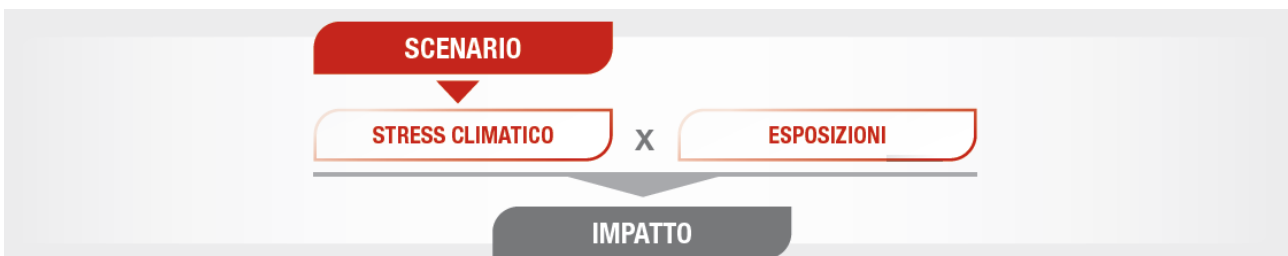 SCENARIO
STRESS CLIMATICO x ESPOSIZIONI
IMPATTO